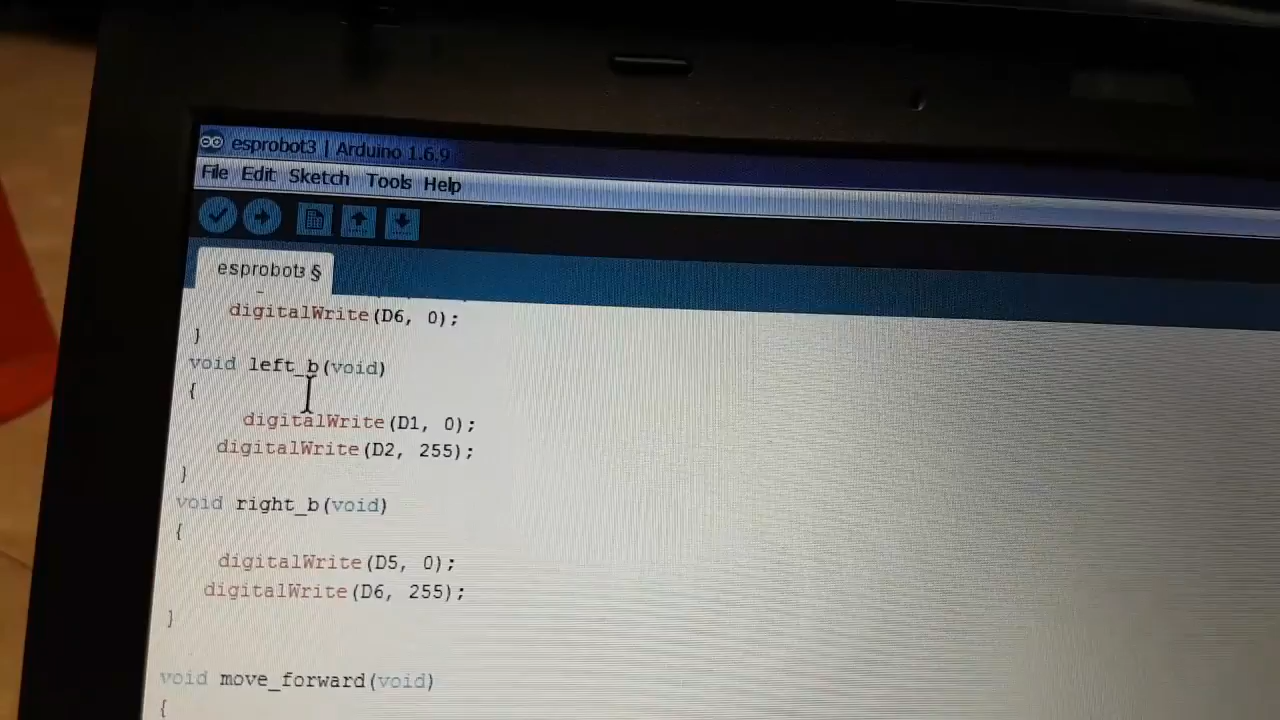 esprobot3 | Arduino 1.6.9
File Edit Sketch Tools Help
esprobot3 §
digitalWrite(D6, 0);
}
void left_b(void)
{
digitalWrite(D1, 0);
digitalWrite(D2, 255);
}
void right_b(void)
{
digitalWrite(D5, 0);
digitalWrite(D6, 255);
}
void move_forward(void)
{